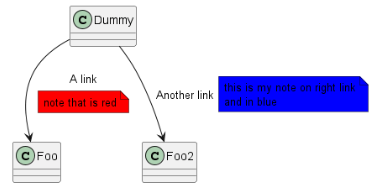 C Dummy
A link
note that is red
Another link
this is my note on right link
and in blue
C Foo
C Foo2